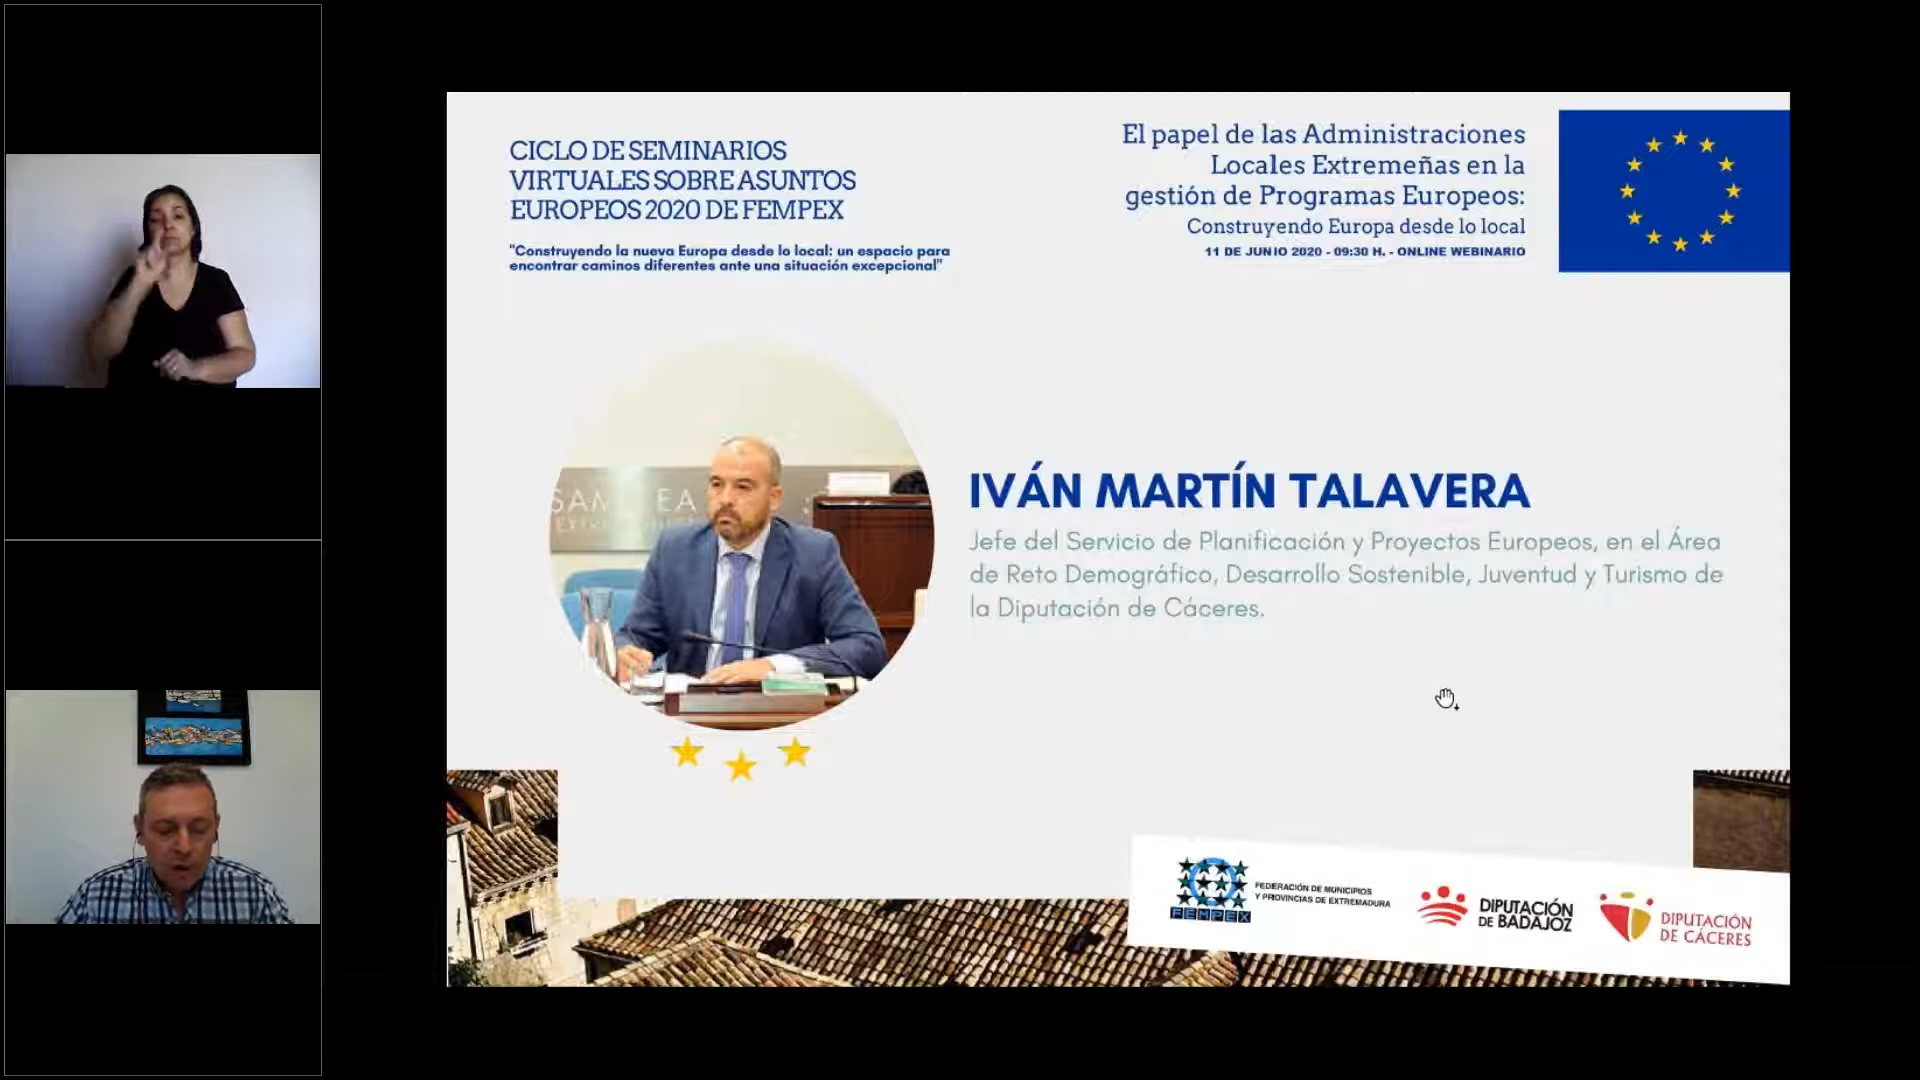 CICLO DE SEMINARIOS
VIRTUALES SOBRE ASUNTOS
EUROPEOS 2020 DE FEMPEX
"Construyendo la nueva Europa desde lo local: un espacio para
encontrar caminos diferentes ante una situación excepcional"
El papel de las Administraciones
Locales Extremeñas en la
gestión de Programas Europeos:
Construyendo Europa desde lo local
11 DE JUNIO 2020 - 09:30 H. - ONLINE WEBINARIO
IVÁN MARTÍN TALAVERA
Jefe del Servicio de Planificación y Proyectos Europeos, en el Área
de Reto Demográfico, Desarrollo Sostenible, Juventud y Turismo de
la Diputación de Cáceres.
FEMPEX
FEDERACIÓN DE MUNICIPIOS
Y PROVINCIAS DE EXTREMADURA
DIPUTACIÓN
DE BADAJOZ
DIPUTACIÓN
DE CÁCERES